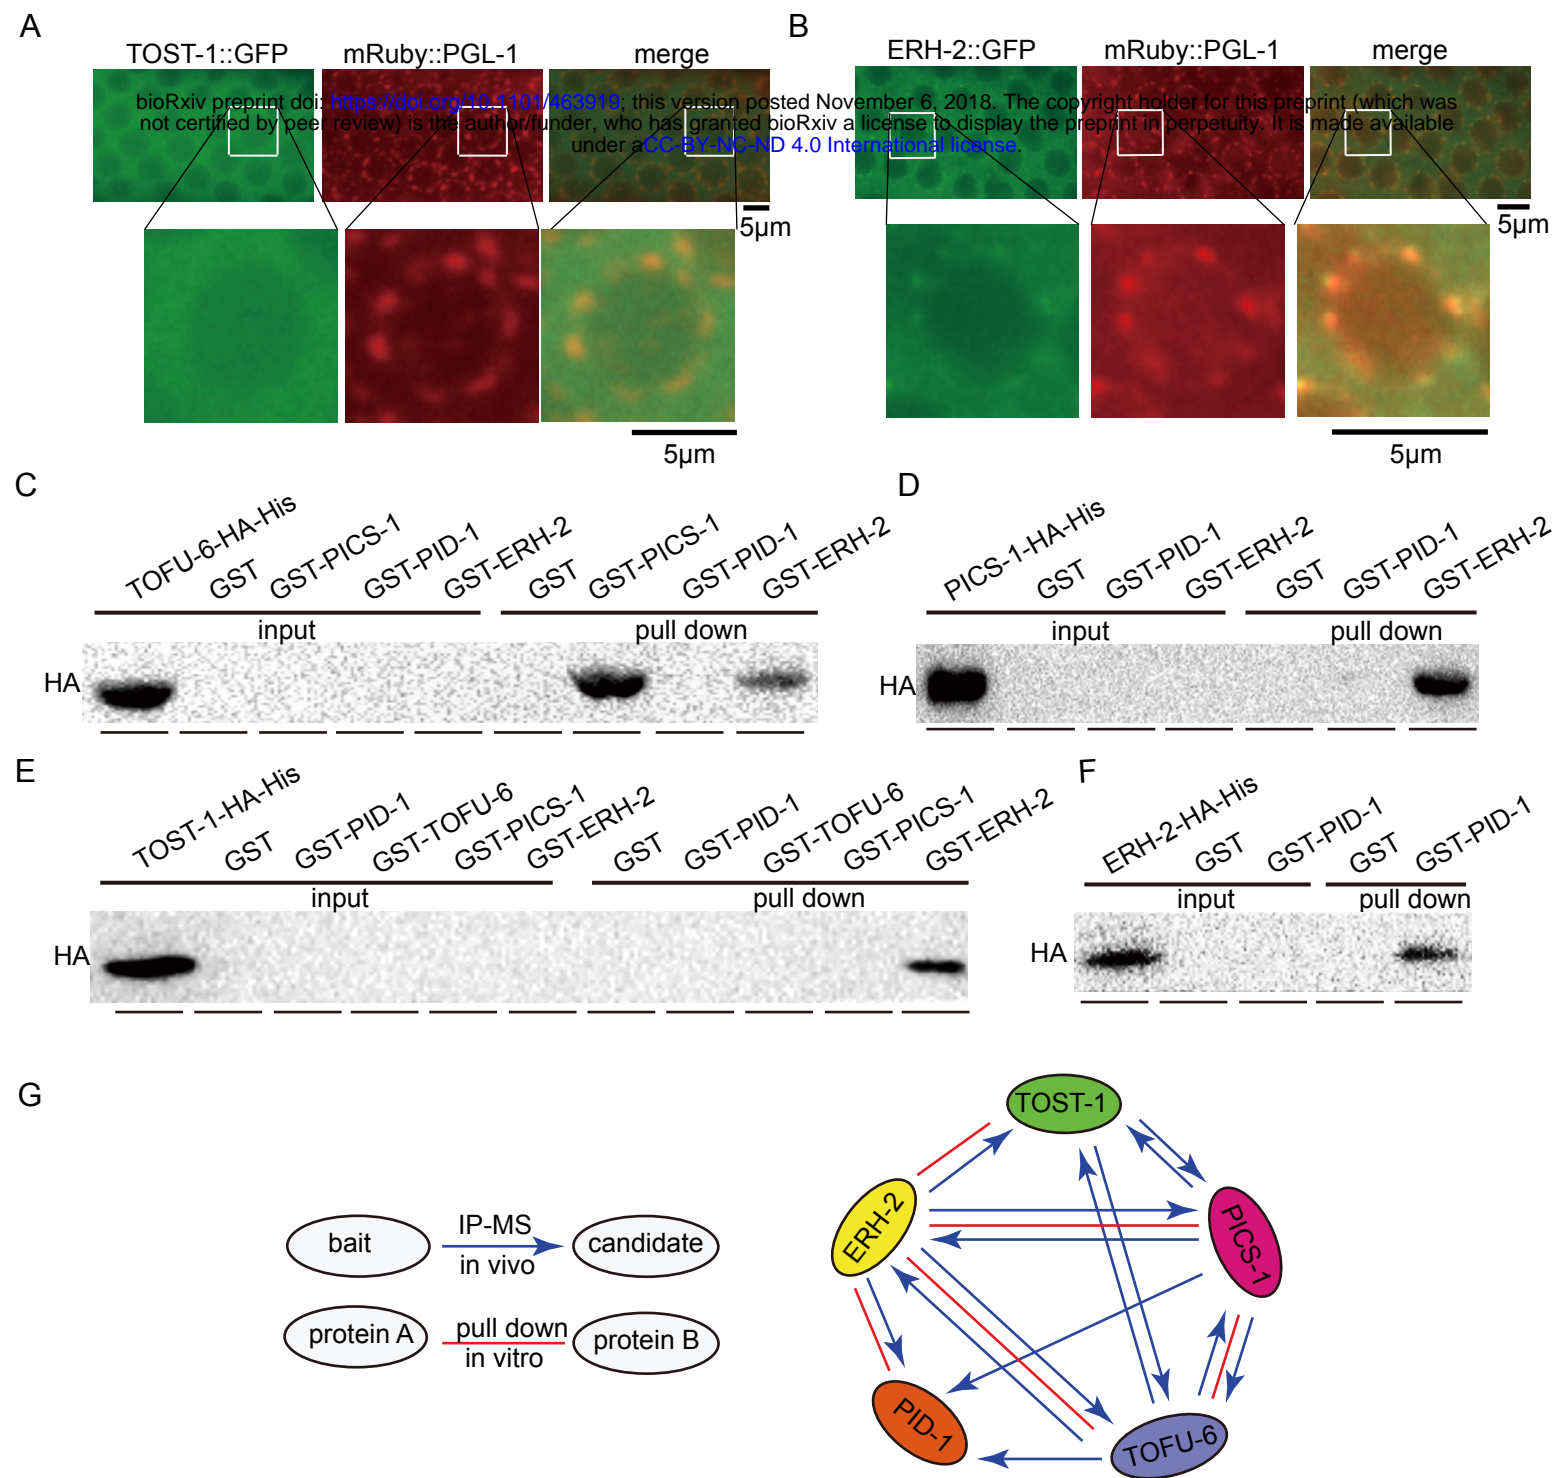 A
B
TOST-1::GFP mRuby::PGL-1 merge
ERH-2::GFP mRuby::PGL-1 merge
bioRxiv preprint doi: https://doi.org/10.1101/463919; this version posted November 6, 2018. The copyright holder for this preprint (which was
not certified by peer review) is the author/funder, who has granted bioRxiv a license to display the preprint in perpetuity. It is made available
under aCC-BY-NC-ND 4.0 International license.
5µm
5µm
5µm
5µm
C
TOFU-6-HA-His GST GST-PICS-1 GST-PID-1 GST-ERH-2 GST GST-PICS-1 GST-PID-1 GST-ERH-2
input pull down
HA
D
PICS-1-HA-His GST GST-PID-1 GST-ERH-2 GST GST-PID-1 GST-ERH-2
input pull down
HA
E
TOST-1-HA-His GST GST-PID-1 GST-TOFU-6 GST-PICS-1 GST-ERH-2 GST GST-PID-1 GST-TOFU-6 GST-PICS-1 GST-ERH-2
input pull down
HA
F
ERH-2-HA-His GST GST-PID-1 GST GST-PID-1
input pull down
HA
G
bait IP-MS candidate
in vivo
protein A pull down protein B
in vitro
TOST-1
ERH-2
PICS-1
PID-1
TOFU-6